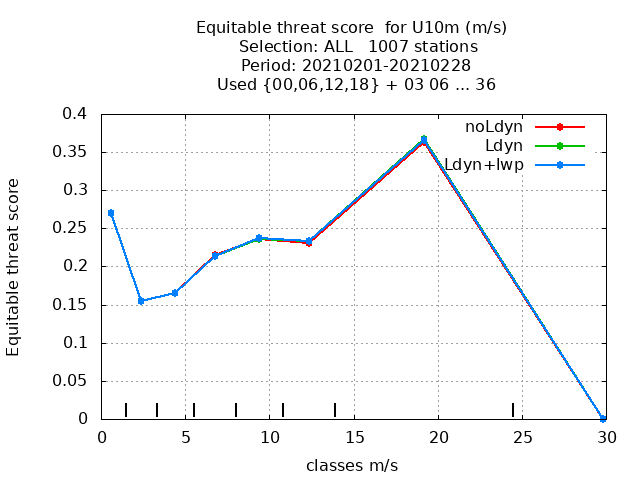 Equitable threat score  for U10m (m/s)
Selection: ALL   1007 stations
Period: 20210201-20210228
Used {00,06,12,18} + 03 06 ... 36
noLdyn
Ldyn
Ldyn+lwp
0.4
0.35
0.3
0.25
0.2
0.15
0.1
0.05
0
Equitable threat score
0 5 10 15 20 25 30
classes m/s